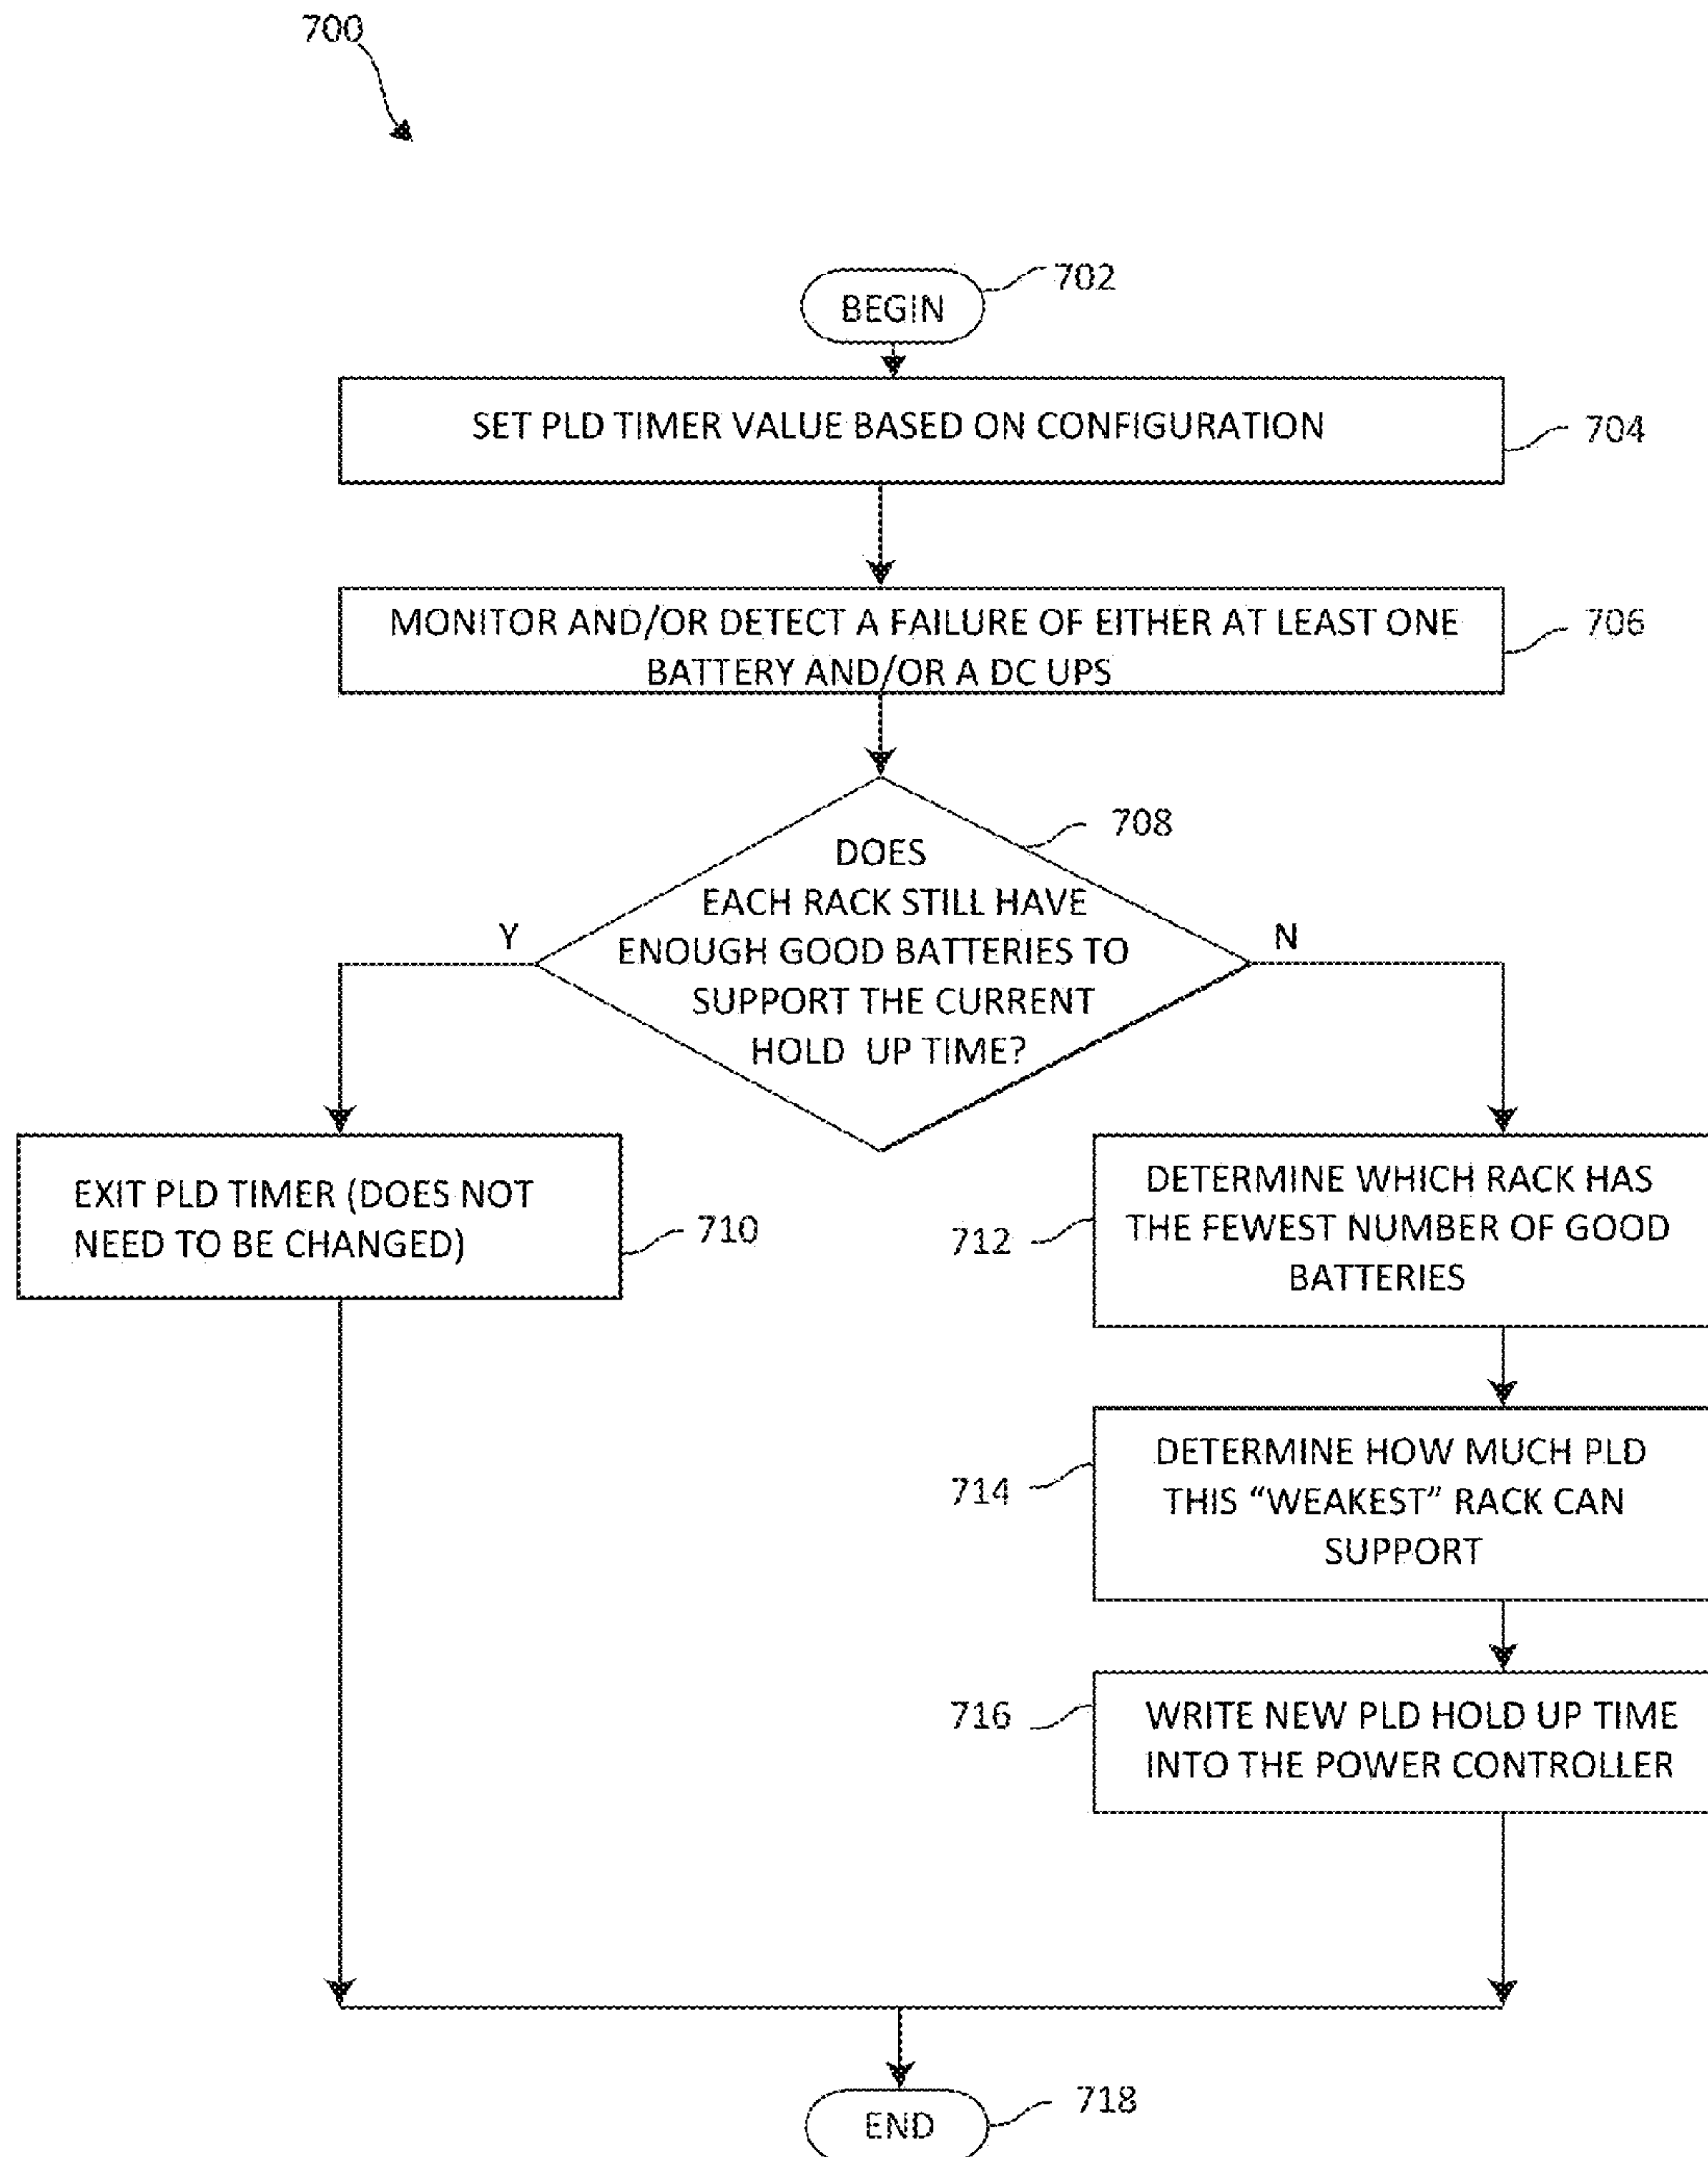 700
BEGIN
702
SET PLD TIMER VALUE BASED ON CONFIGURATION
704
MONITOR AND/OR DETECT A FAILURE OF EITHER AT LEAST ONE
BATTERY AND/OR A DC UPS
706
708
DOES
EACH RACK STILL HAVE
ENOUGH GOOD BATTERIES TO
SUPPORT THE CURRENT
HOLD UP TIME?
Y
N
EXIT PLD TIMER (DOES NOT
NEED TO BE CHANGED)
710
712
DETERMINE WHICH RACK HAS
THE FEWEST NUMBER OF GOOD
BATTERIES
714
DETERMINE HOW MUCH PLD
THIS “WEAKEST” RACK CAN
SUPPORT
716
WRITE NEW PLD HOLD UP TIME
INTO THE POWER CONTROLLER
END
718